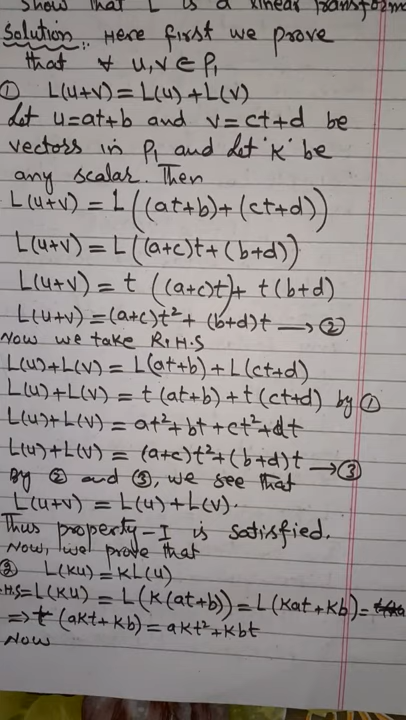 Show that L is a linear transform
Solution:. Here first we prove
that ∀ u,v ∈ P₁
① L(u+v) = L(u) + L(v)
Let u=at+b and v=ct+d be
vectors in P₁ and let 'K' be
any scalar. Then
L(u+v) = L((at+b)+(ct+d))
L(u+v) = L((a+c)t+(b+d))
L(u+v) = t((a+c)t)+ t(b+d)
L(u+v) = (a+c)t²+ (b+d)t → ②
Now we take R.H.S
L(u)+L(v) = L(at+b)+L(ct+d)
L(u)+L(v) = t(at+b)+t(ct+d) by ①
L(u)+L(v) = at²+bt+ct²+dt
L(u)+L(v) = (a+c)t²+(b+d)t → ③
By ② and ③, we see that
L(u+v) = L(u)+L(v).
Thus property-I is satisfied.
Now, we prove that
② L(Ku) = KL(u)
.H.S=L(Ku) = L(K(at+b))=L(Kat+Kb)=
=> t(aKt+Kb)=aKt²+Kbt
Now